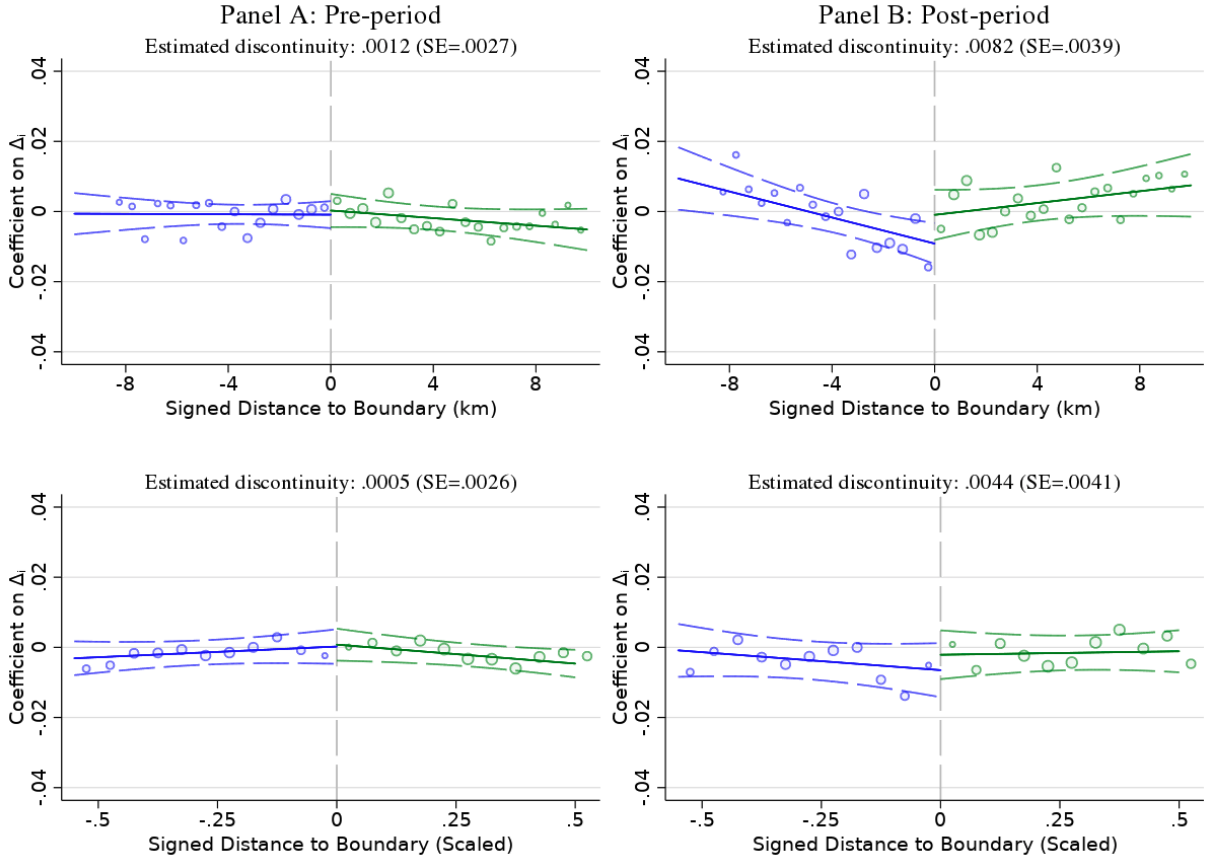 Panel A: Pre-period
Estimated discontinuity: .0012 (SE=.0027)
Coefficient on Δᵢ
.04
.02
0
-.02
-.04
-8 -4 0 4 8
Signed Distance to Boundary (km)
Panel B: Post-period
Estimated discontinuity: .0082 (SE=.0039)
Coefficient on Δᵢ
.04
.02
0
-.02
-.04
-8 -4 0 4 8
Signed Distance to Boundary (km)
Estimated discontinuity: .0005 (SE=.0026)
Coefficient on Δᵢ
.04
.02
0
-.02
-.04
-.5 -.25 0 .25 .5
Signed Distance to Boundary (Scaled)
Estimated discontinuity: .0044 (SE=.0041)
Coefficient on Δᵢ
.04
.02
0
-.02
-.04
-.5 -.25 0 .25 .5
Signed Distance to Boundary (Scaled)